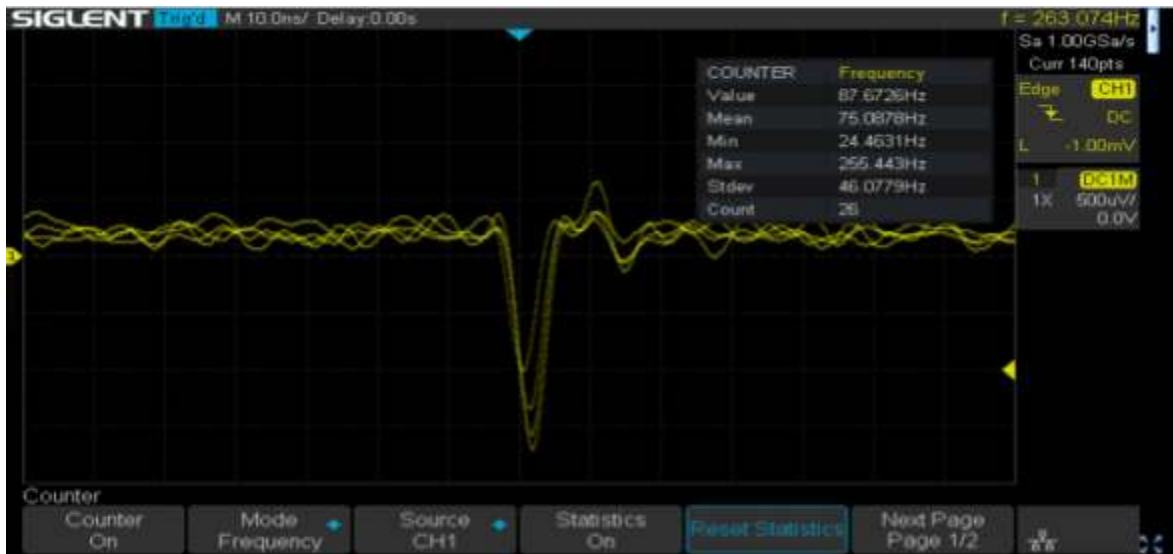 SIGLENT Trig'd M 10.0ns/ Delay:0.00s f = 263.074Hz
Sa 1.00GSa/s
Curr 140pts
Edge CH1
DC
L -1.00mV
1 DC1M
1X 500uV/
0.0V
COUNTER Frequency
Value 87.6726Hz
Mean 75.0878Hz
Min 24.4631Hz
Max 255.443Hz
Stdev 46.0779Hz
Count 26
1
Counter
Counter On
Mode Frequency
Source CH1
Statistics On
Reset Statistics
Next Page Page 1/2